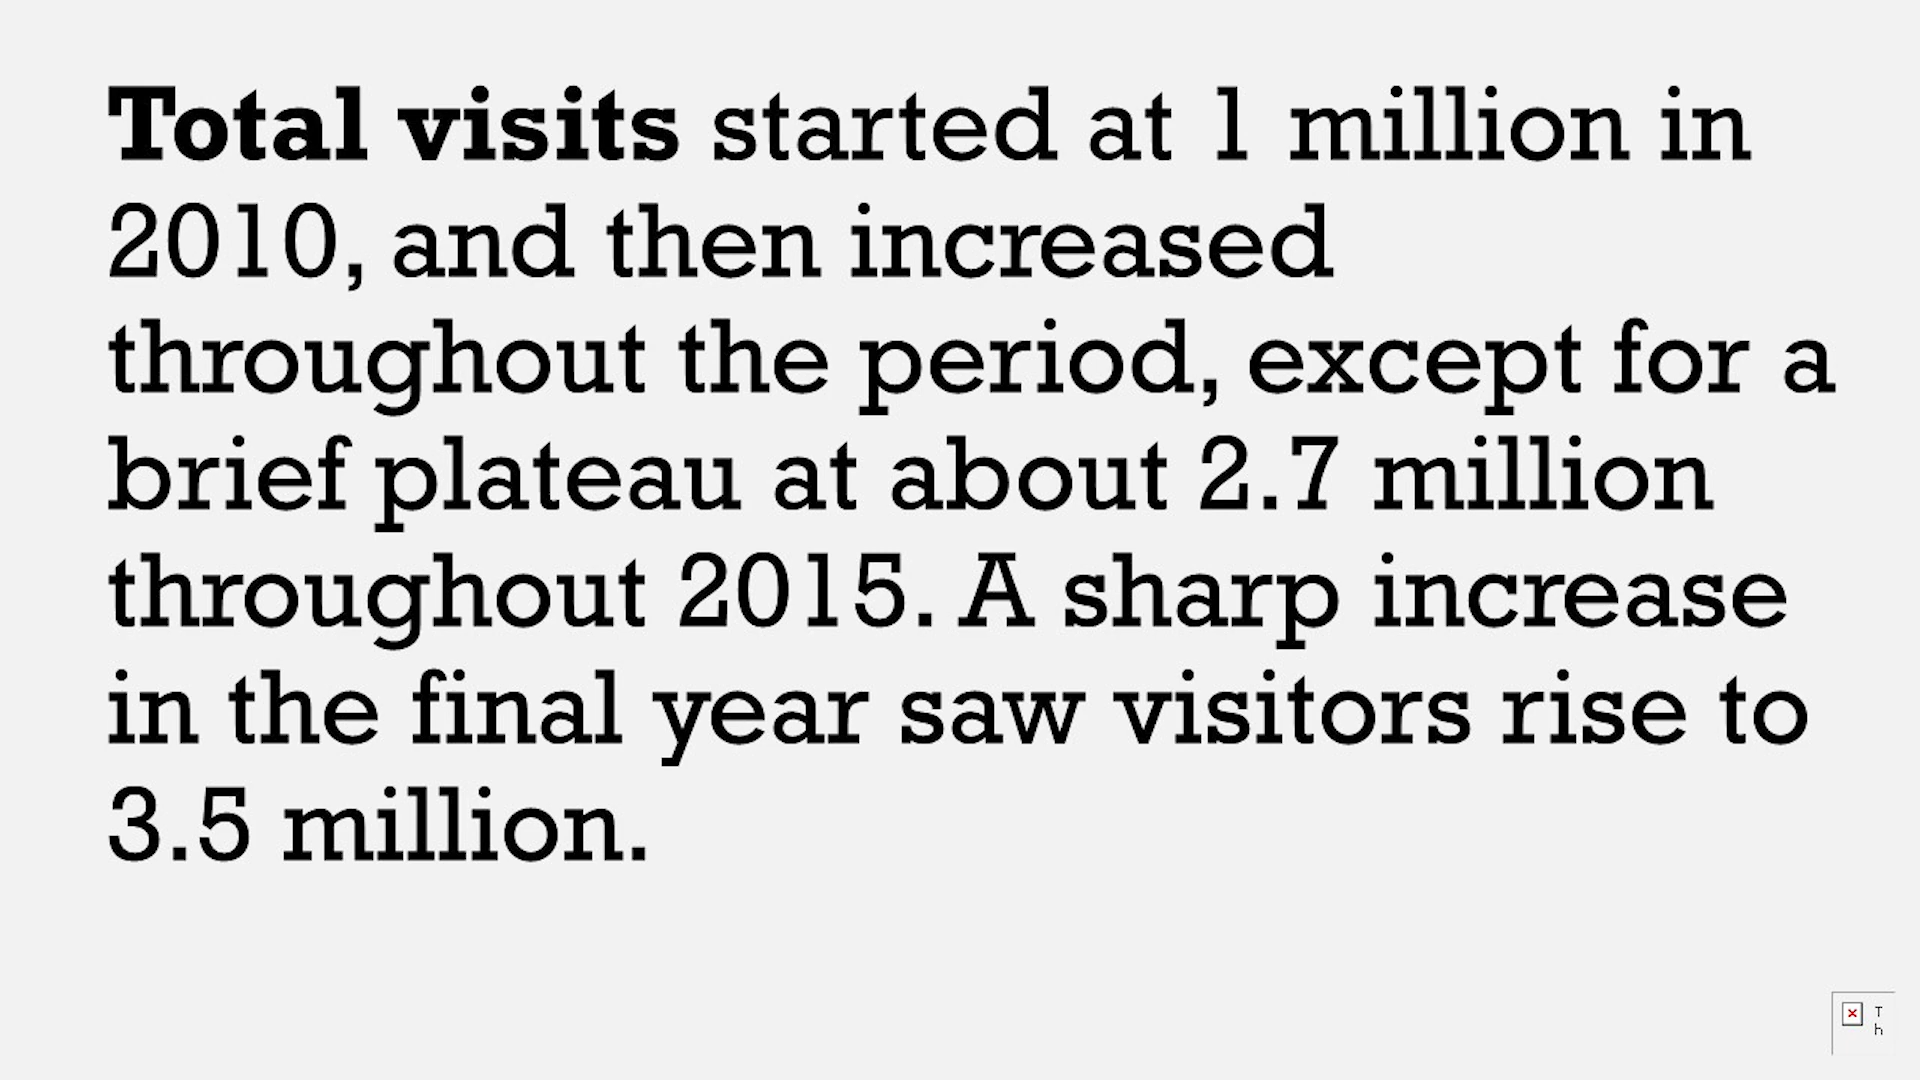 Total visits started at 1 million in
2010, and then increased
throughout the period, except for a
brief plateau at about 2.7 million
throughout 2015. A sharp increase
in the final year saw visitors rise to
3.5 million.
T
h